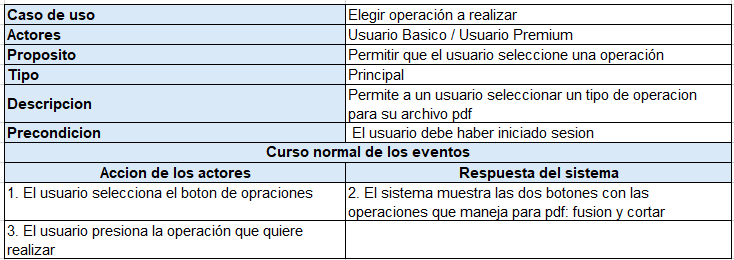 Caso de uso Elegir operación a realizar
Actores Usuario Basico / Usuario Premium
Proposito Permitir que el usuario seleccione una operación
Tipo Principal
Descripcion Permite a un usuario seleccionar un tipo de operacion
para su archivo pdf
Precondicion El usuario debe haber iniciado sesion
Curso normal de los eventos
Accion de los actores Respuesta del sistema
1. El usuario selecciona el boton de opraciones
2. El sistema muestra las dos botones con las
operaciones que maneja para pdf: fusion y cortar
3. El usuario presiona la operación que quiere
realizar